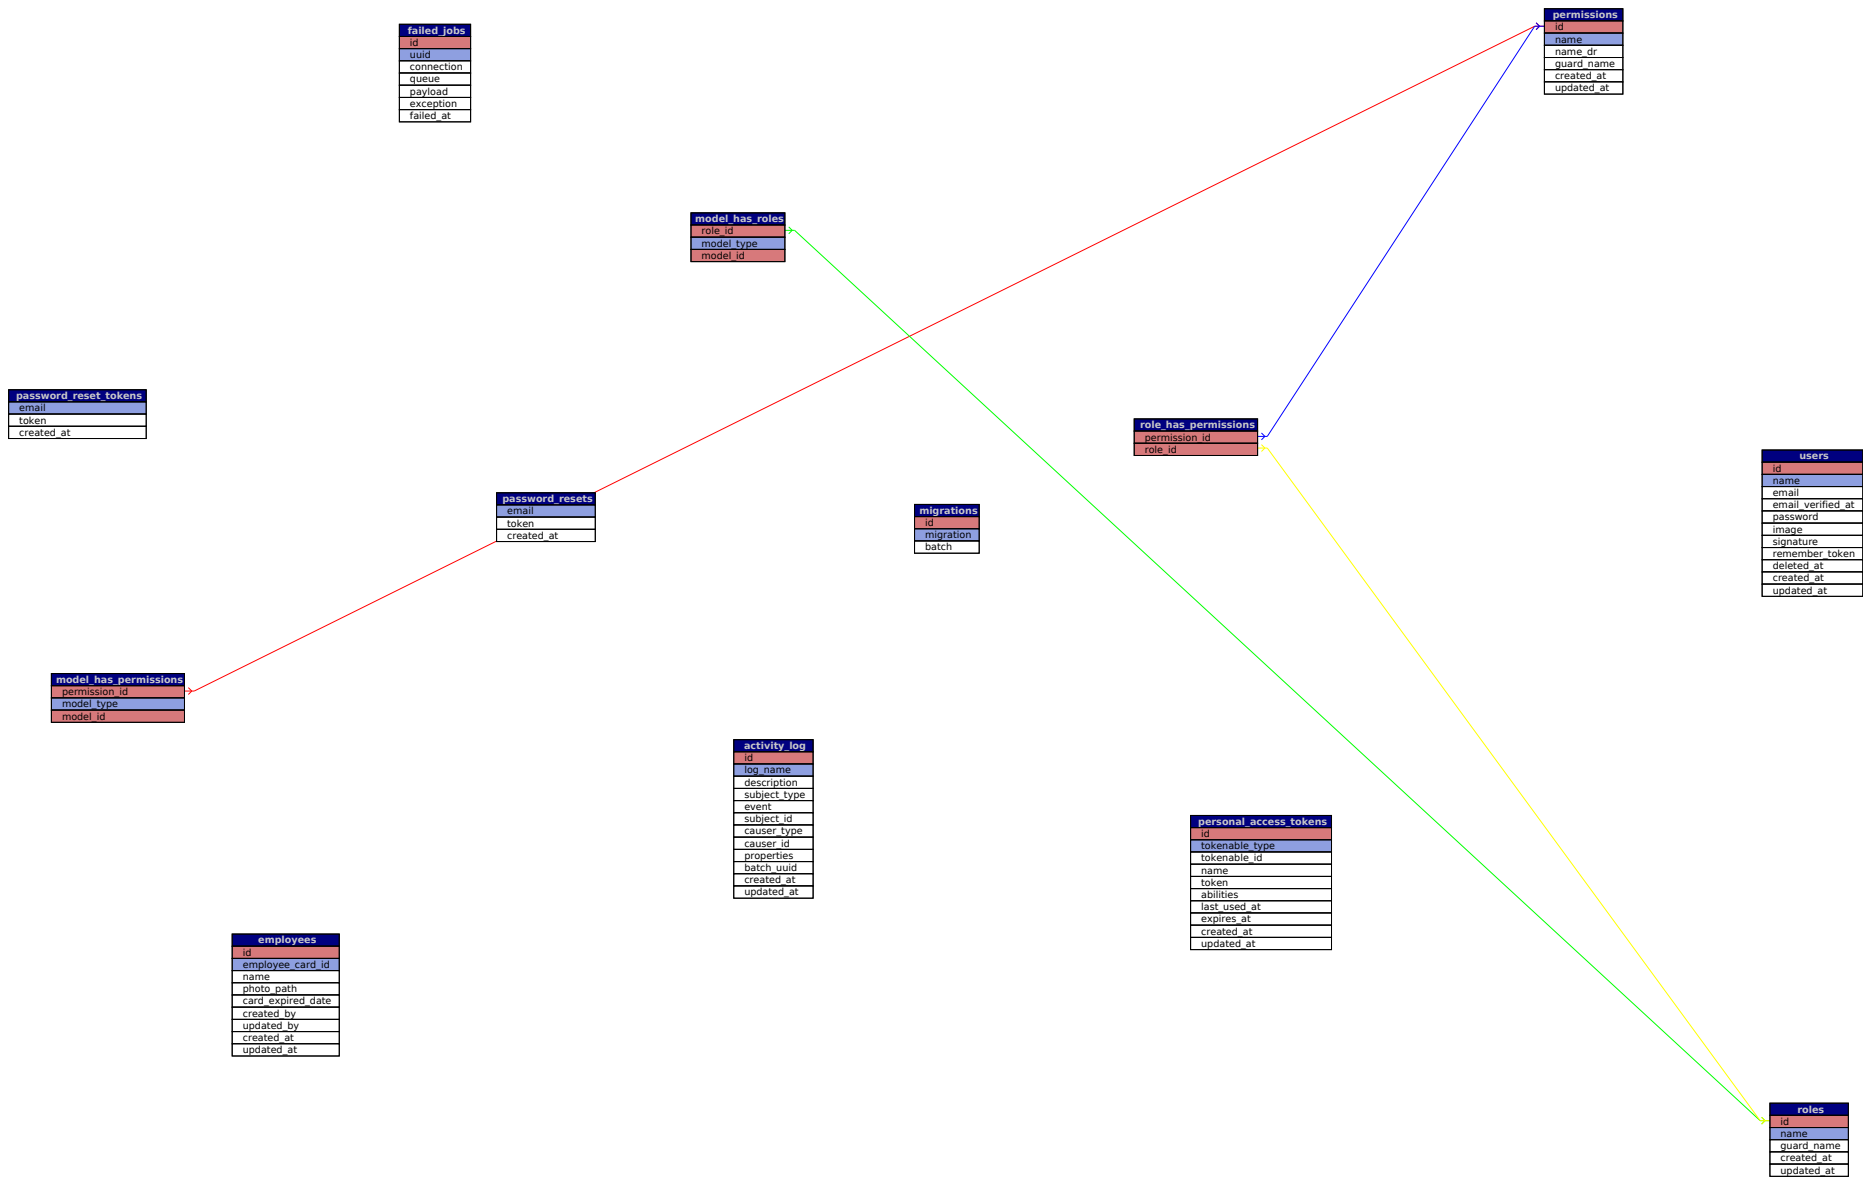 failed_jobs
id
uuid
connection
queue
payload
exception
failed_at
permissions
id
name
name_dr
guard_name
created_at
updated_at
model_has_roles
role_id
model_type
model_id
password_reset_tokens
email
token
created_at
role_has_permissions
permission_id
role_id
users
id
name
email
email_verified_at
password
image
signature
remember_token
deleted_at
created_at
updated_at
password_resets
email
token
created_at
migrations
id
migration
batch
model_has_permissions
permission_id
model_type
model_id
activity_log
id
log_name
description
subject_type
event
subject_id
causer_type
causer_id
properties
batch_uuid
created_at
updated_at
personal_access_tokens
id
tokenable_type
tokenable_id
name
token
abilities
last_used_at
expires_at
created_at
updated_at
employees
id
employee_card_id
name
photo_path
card_expired_date
created_by
updated_by
created_at
updated_at
roles
id
name
guard_name
created_at
updated_at